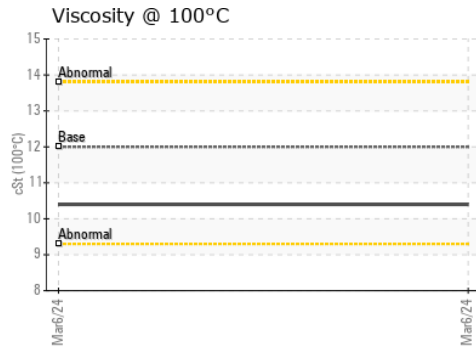 Viscosity @ 100°C
cSt (100°C)
15
14
13
12
11
10
9
8
Abnormal
Base
Abnormal
Mar6/24
Mar6/24